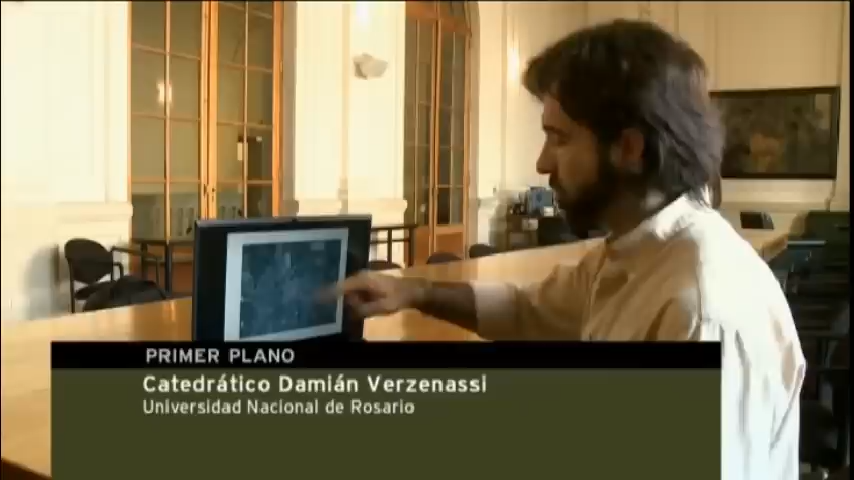 PRIMER PLANO
Catedrático Damián Verzenassi
Universidad Nacional de Rosario